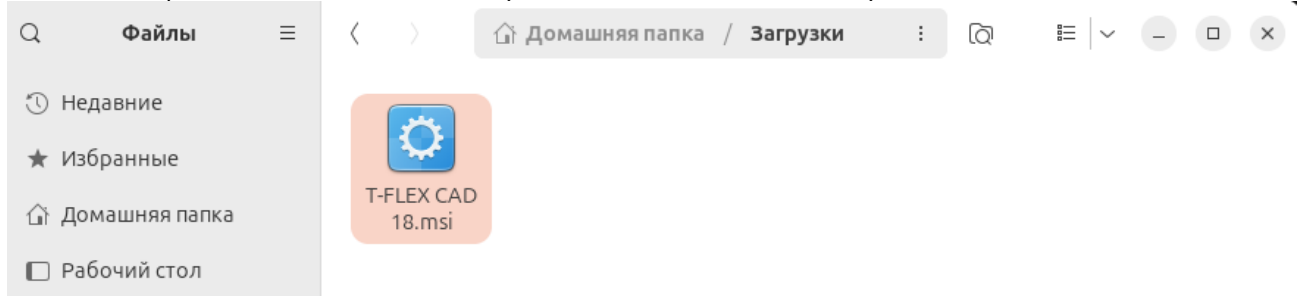 Файлы
Домашняя папка / Загрузки
Недавние
Избранные
Домашняя папка
Рабочий стол
T-FLEX CAD
18.msi